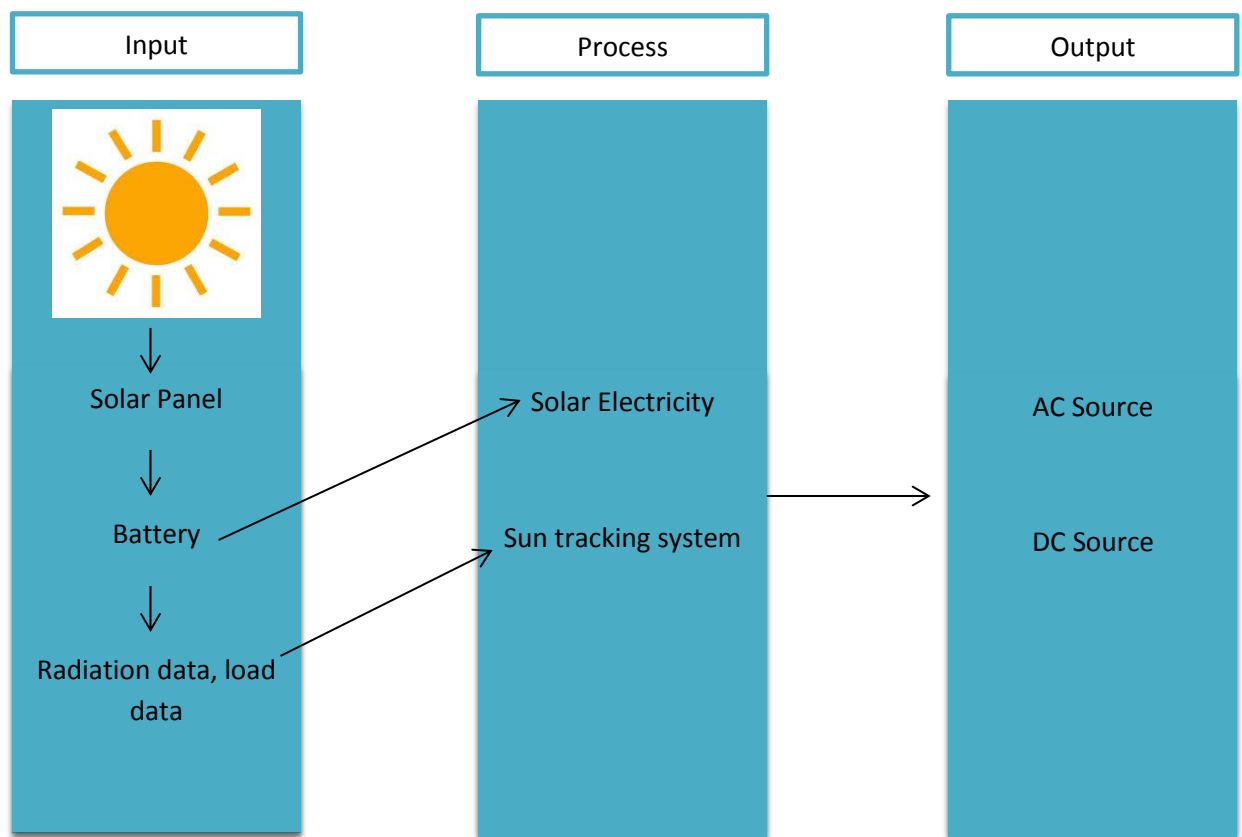 Input
Process
Output
Solar Panel
Solar Electricity
AC Source
Battery
Sun tracking system
DC Source
Radiation data, load
data